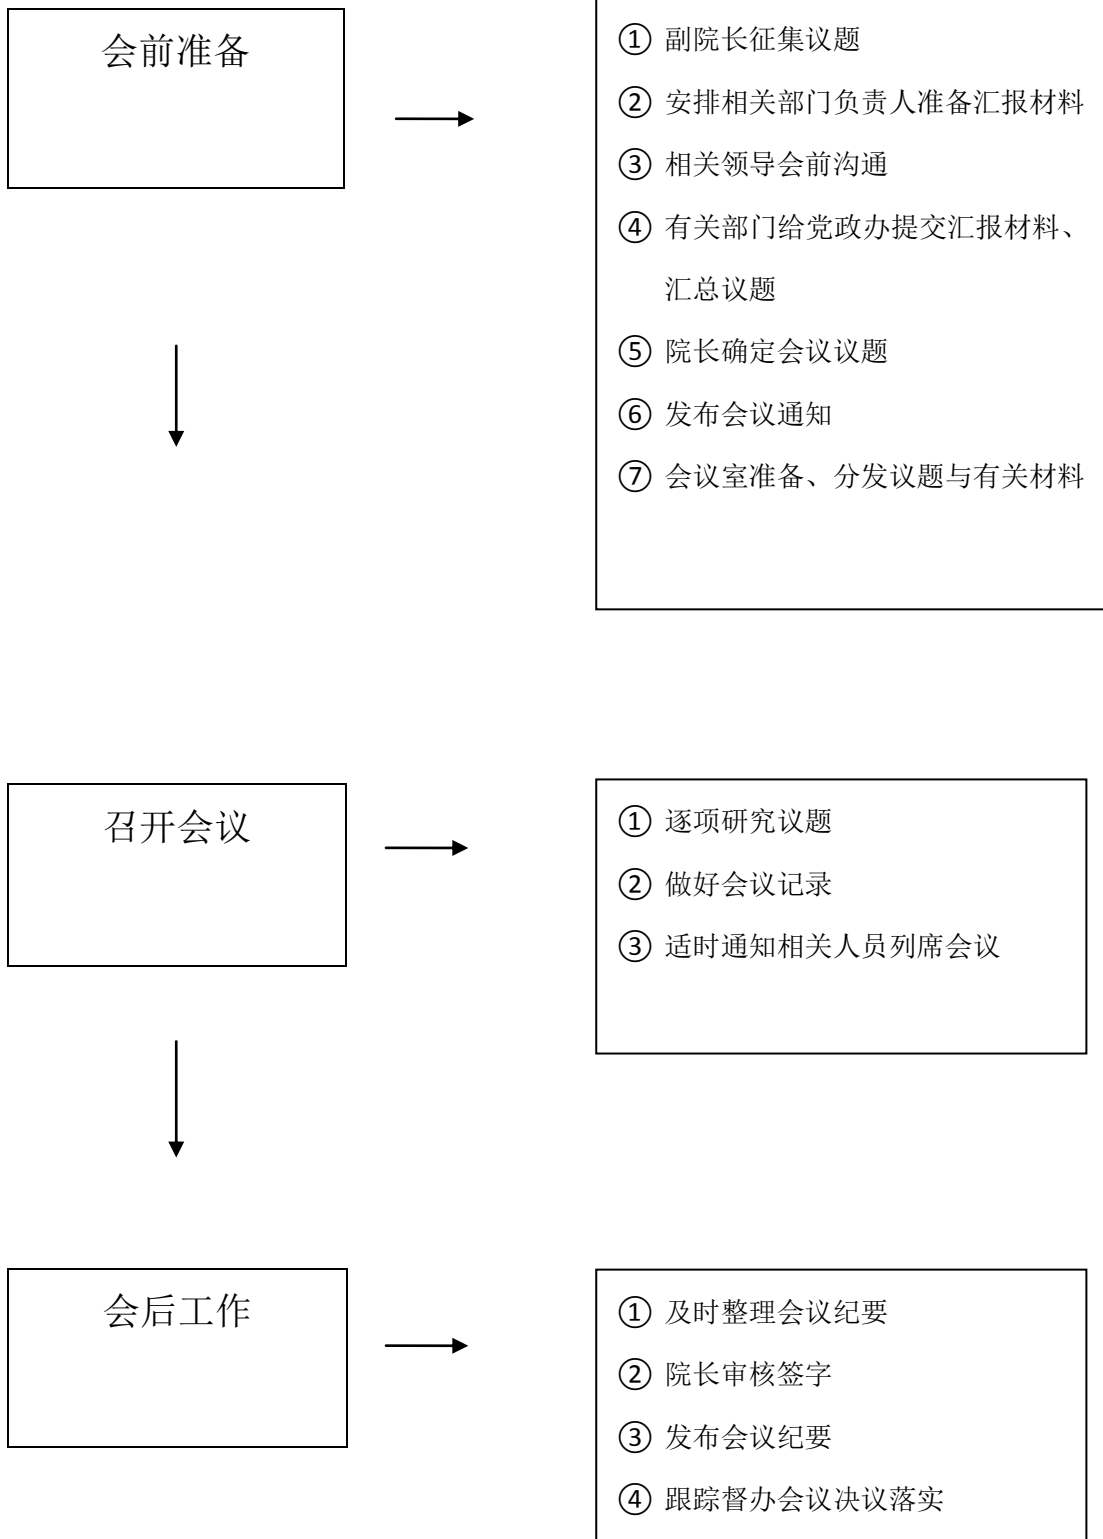 会前准备
① 副院长征集议题
② 安排相关部门负责人准备汇报材料
③ 相关领导会前沟通
④ 有关部门给党政办提交汇报材料、
汇总议题
⑤ 院长确定会议议题
⑥ 发布会议通知
⑦ 会议室准备、分发议题与有关材料
召开会议
① 逐项研究议题
② 做好会议记录
③ 适时通知相关人员列席会议
会后工作
① 及时整理会议纪要
② 院长审核签字
③ 发布会议纪要
④ 跟踪督办会议决议落实